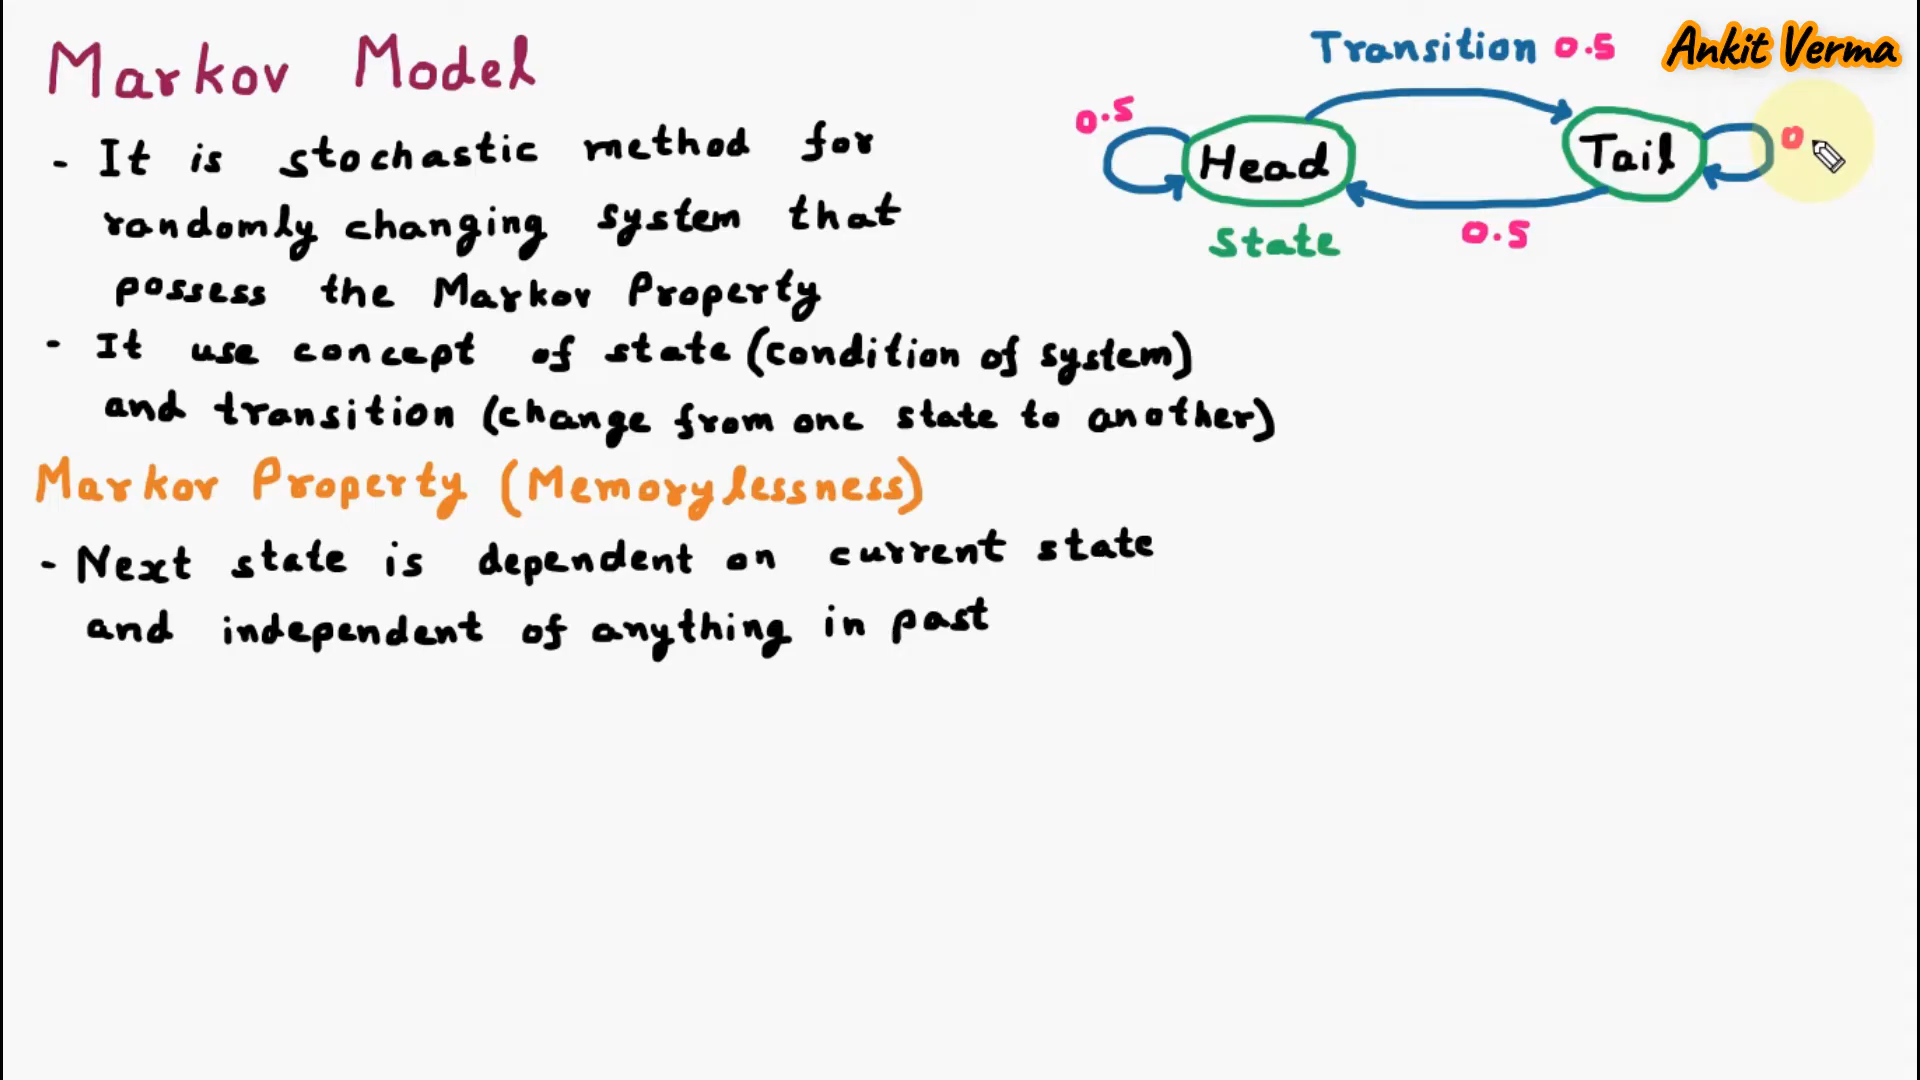 Markov Model
- It is stochastic method for
randomly changing system that
possess the Markov Property
- It use concept of state (condition of system)
and transition (change from one state to another)
Markov Property (Memorylessness)
- Next state is dependent on current state
and independent of anything in past
Transition 0.5
Ankit Verma
0.5
Head
Tail
0
State
0.5